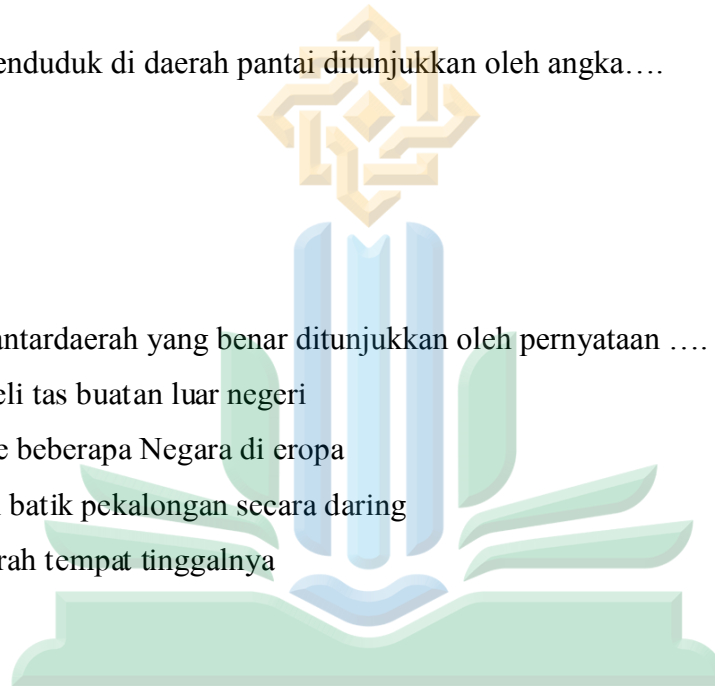 enduduk di daerah pantai ditunjukkan oleh angka….
antardaerah yang benar ditunjukkan oleh pernyataan ….
eli tas buatan luar negeri
e beberapa Negara di eropa
batik pekalongan secara daring
rah tempat tinggalnya